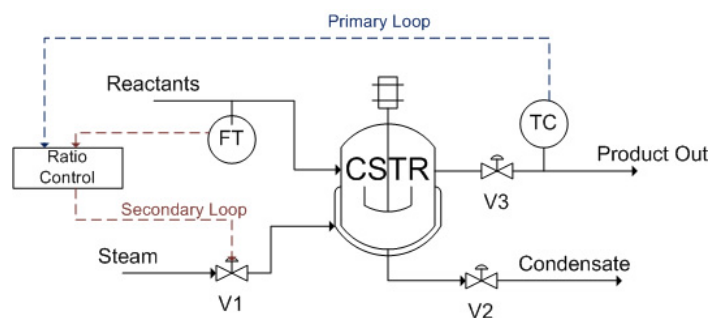 Primary Loop
Reactants
TC
FT
CSTR
Ratio
Control
Product Out
V3
Secondary Loop
Steam
Condensate
V1
V2